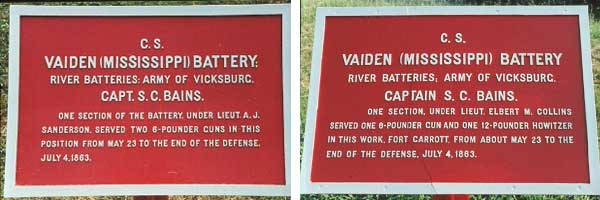 C. S.
VAIDEN (MISSISSIPPI) BATTERY;
RIVER BATTERIES: ARMY OF VICKSBURG.
CAPT. S. C. BAINS.
ONE SECTION OF THE BATTERY, UNDER LIEUT. A. J.
SANDERSON, SERVED TWO 6-POUNDER GUNS IN THIS
POSITION FROM MAY 23 TO THE END OF THE DEFENSE,
JULY 4, 1863.
C. S.
VAIDEN (MISSISSIPPI) BATTERY
RIVER BATTERIES; ARMY OF VICKSBURG.
CAPTAIN S. C. BAINS.
ONE SECTION, UNDER LIEUT. ELBERT M. COLLINS
SERVED ONE 6-POUNDER GUN AND ONE 12-POUNDER HOWITZER
IN THIS WORK, FORT GARROTT, FROM ABOUT MAY 23 TO THE
END OF THE DEFENSE, JULY 4, 1863.